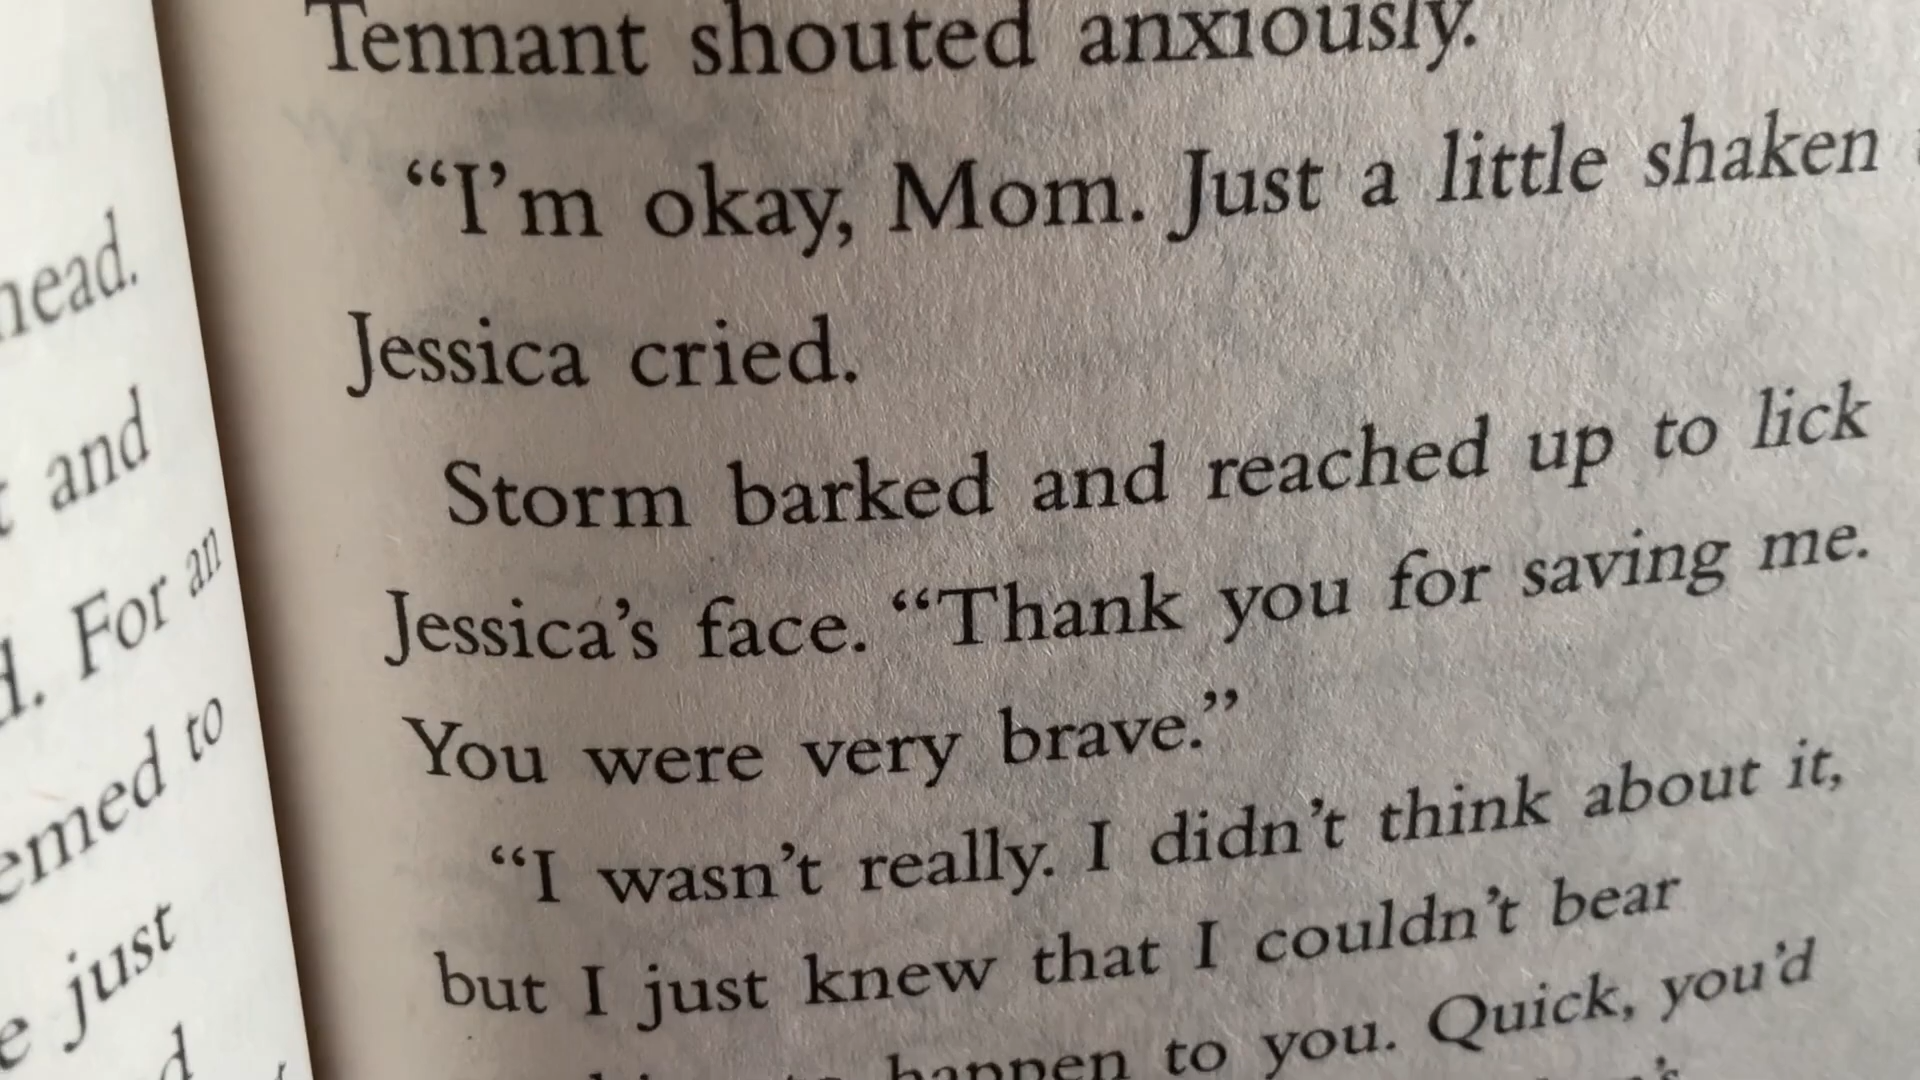 head.
and
d. For an
emed to
e just
d
Tennant shouted anxiously.
“I’m okay, Mom. Just a little shaken
Jessica cried.
Storm barked and reached up to lick
Jessica’s face. “Thank you for saving me.
You were very brave.”
“I wasn’t really. I didn’t think about it,
but I just knew that I couldn’t bear
happen to you. Quick, you’d